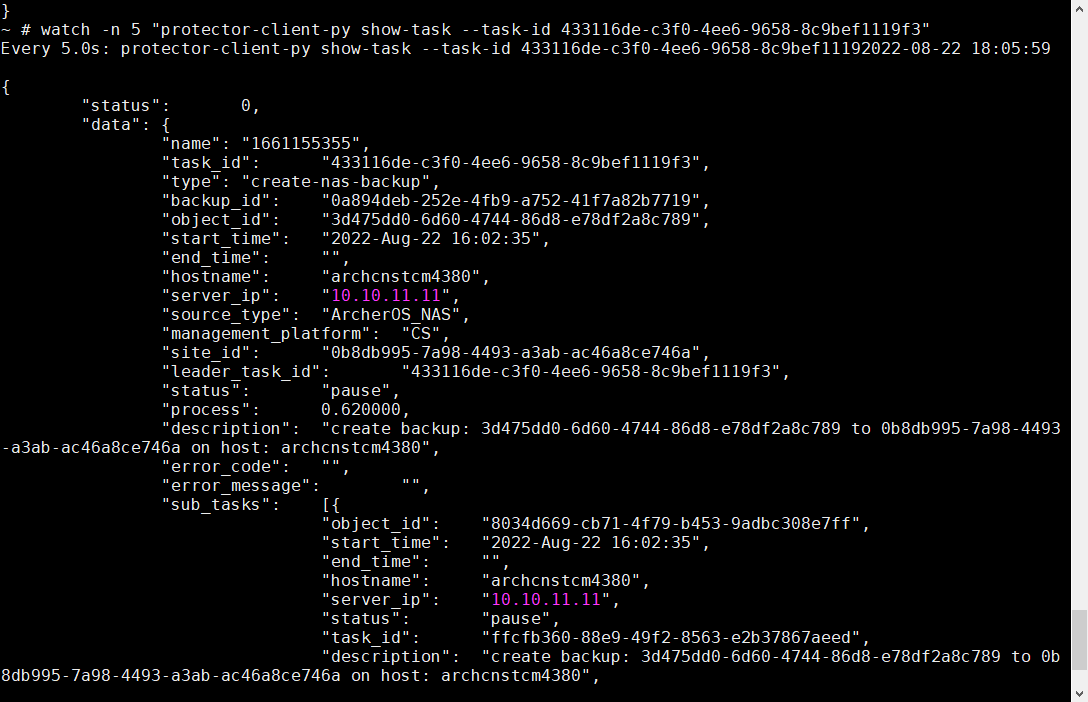 }
~ # watch -n 5 "protector-client-py show-task --task-id 433116de-c3f0-4ee6-9658-8c9bef1119f3"
Every 5.0s: protector-client-py show-task --task-id 433116de-c3f0-4ee6-9658-8c9bef11192022-08-22 18:05:59
{
"status": 0,
"data": {
"name": "1661155355",
"task_id": "433116de-c3f0-4ee6-9658-8c9bef1119f3",
"type": "create-nas-backup",
"backup_id": "0a894deb-252e-4fb9-a752-41f7a82b7719",
"object_id": "3d475dd0-6d60-4744-86d8-e78df2a8c789",
"start_time": "2022-Aug-22 16:02:35",
"end_time": "",
"hostname": "archcnstcm4380",
"server_ip": "10.10.11.11",
"source_type": "ArcherOS_NAS",
"management_platform": "CS",
"site_id": "0b8db995-7a98-4493-a3ab-ac46a8ce746a",
"leader_task_id": "433116de-c3f0-4ee6-9658-8c9bef1119f3",
"status": "pause",
"process": 0.620000,
"description": "create backup: 3d475dd0-6d60-4744-86d8-e78df2a8c789 to 0b8db995-7a98-4493
-a3ab-ac46a8ce746a on host: archcnstcm4380",
"error_code": "",
"error_message": "",
"sub_tasks": [{
"object_id": "8034d669-cb71-4f79-b453-9adbc308e7ff",
"start_time": "2022-Aug-22 16:02:35",
"end_time": "",
"hostname": "archcnstcm4380",
"server_ip": "10.10.11.11",
"status": "pause",
"task_id": "ffcfb360-88e9-49f2-8563-e2b37867aeed",
"description": "create backup: 3d475dd0-6d60-4744-86d8-e78df2a8c789 to 0b
8db995-7a98-4493-a3ab-ac46a8ce746a on host: archcnstcm4380",